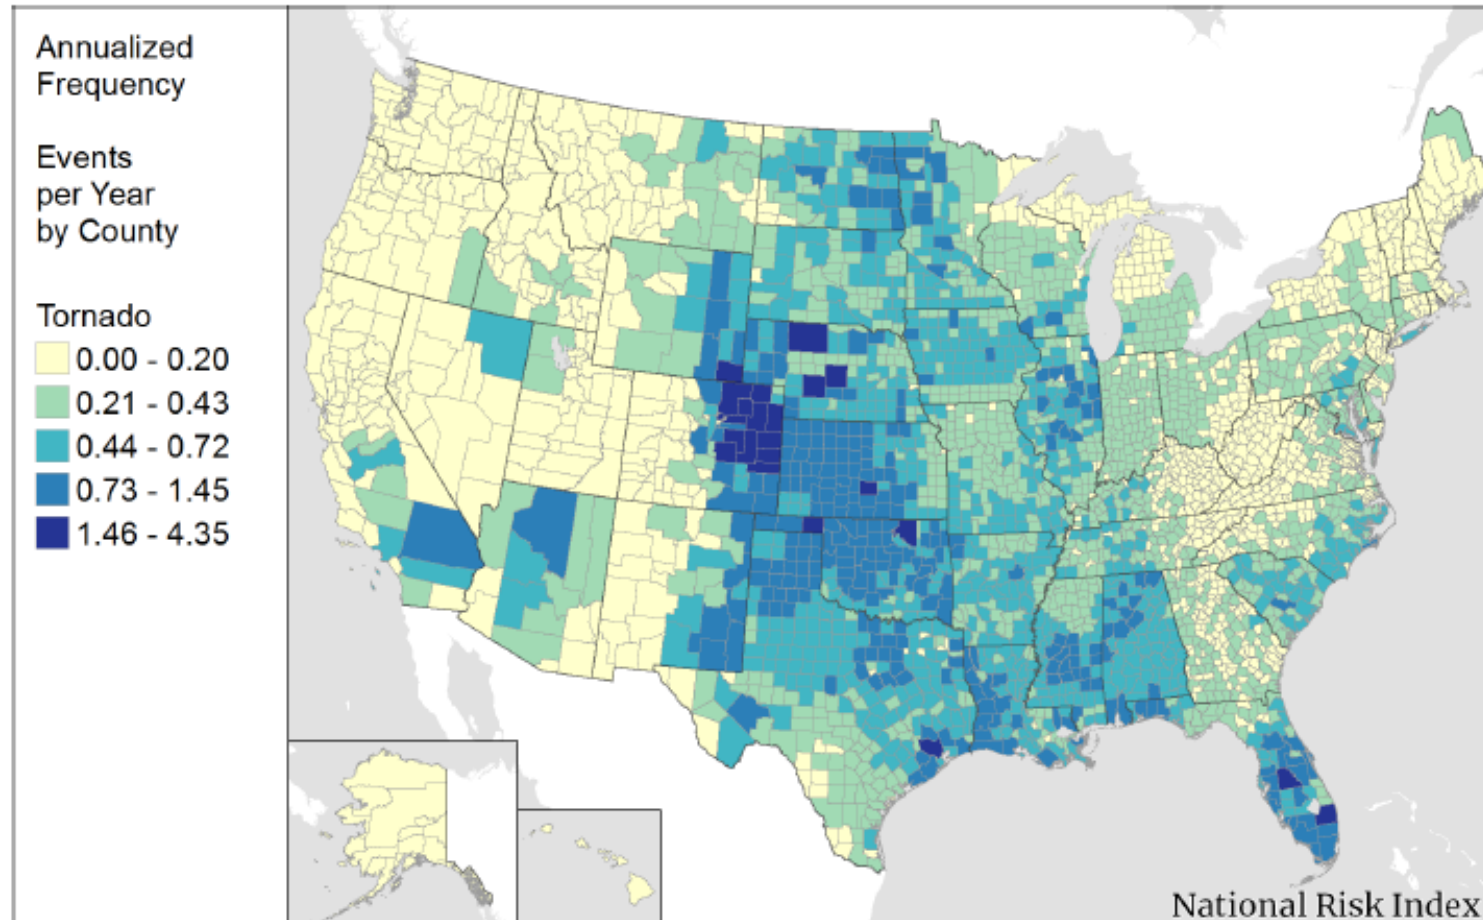 Annualized
Frequency
Events
per Year
by County
Tornado
0.00 - 0.20
0.21 - 0.43
0.44 - 0.72
0.73 - 1.45
1.46 - 4.35
National Risk Index